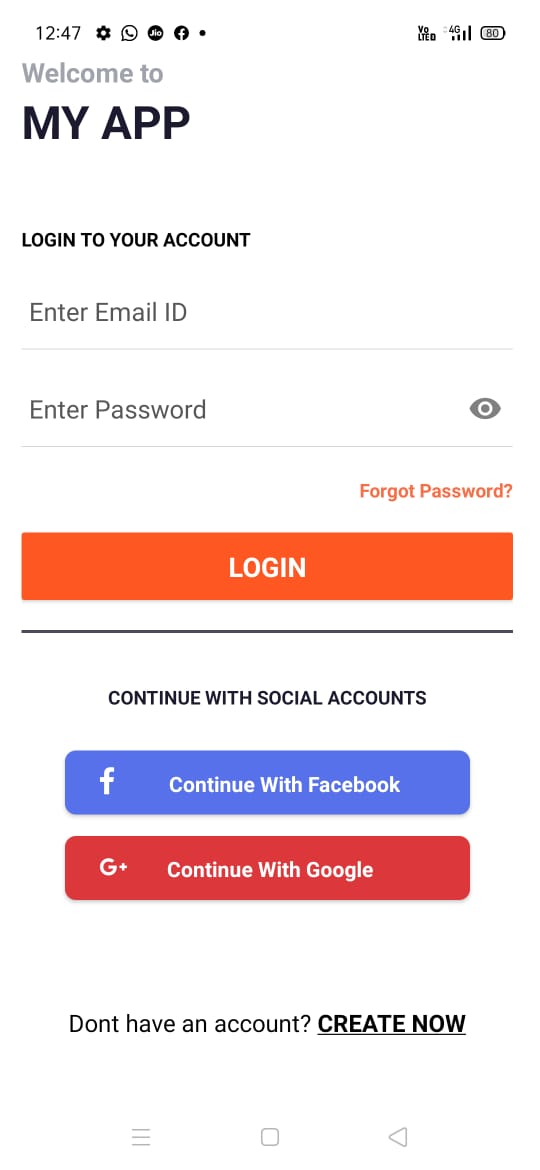 12:47 Jio Vo LTED 4G 80
Welcome to
MY APP
LOGIN TO YOUR ACCOUNT
Enter Email ID
Enter Password
Forgot Password?
LOGIN
CONTINUE WITH SOCIAL ACCOUNTS
f Continue With Facebook
G+ Continue With Google
Dont have an account? CREATE NOW